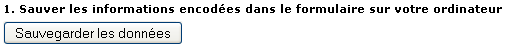 1. Sauver les informations encodées dans le formulaire sur votre ordinateur
Sauvegarder les données